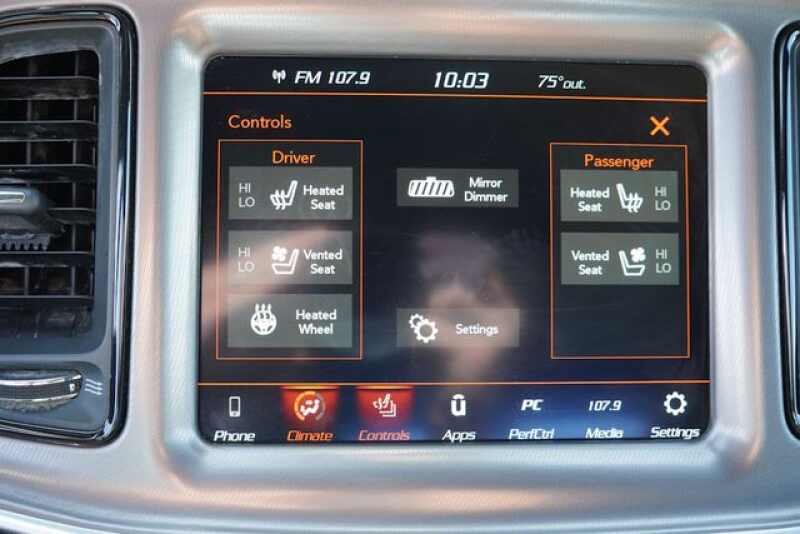 FM 107.9 10:03 75° out.
Controls
Driver
Passenger
HI
LO
Heated
Seat
Mirror
Dimmer
Heated
Seat
HI
LO
HI
LO
Vented
Seat
Vented
Seat
HI
LO
Heated
Wheel
Settings
PC
107.9
Phone
Climate
Controls
Apps
PerfCtrl
Media
Settings